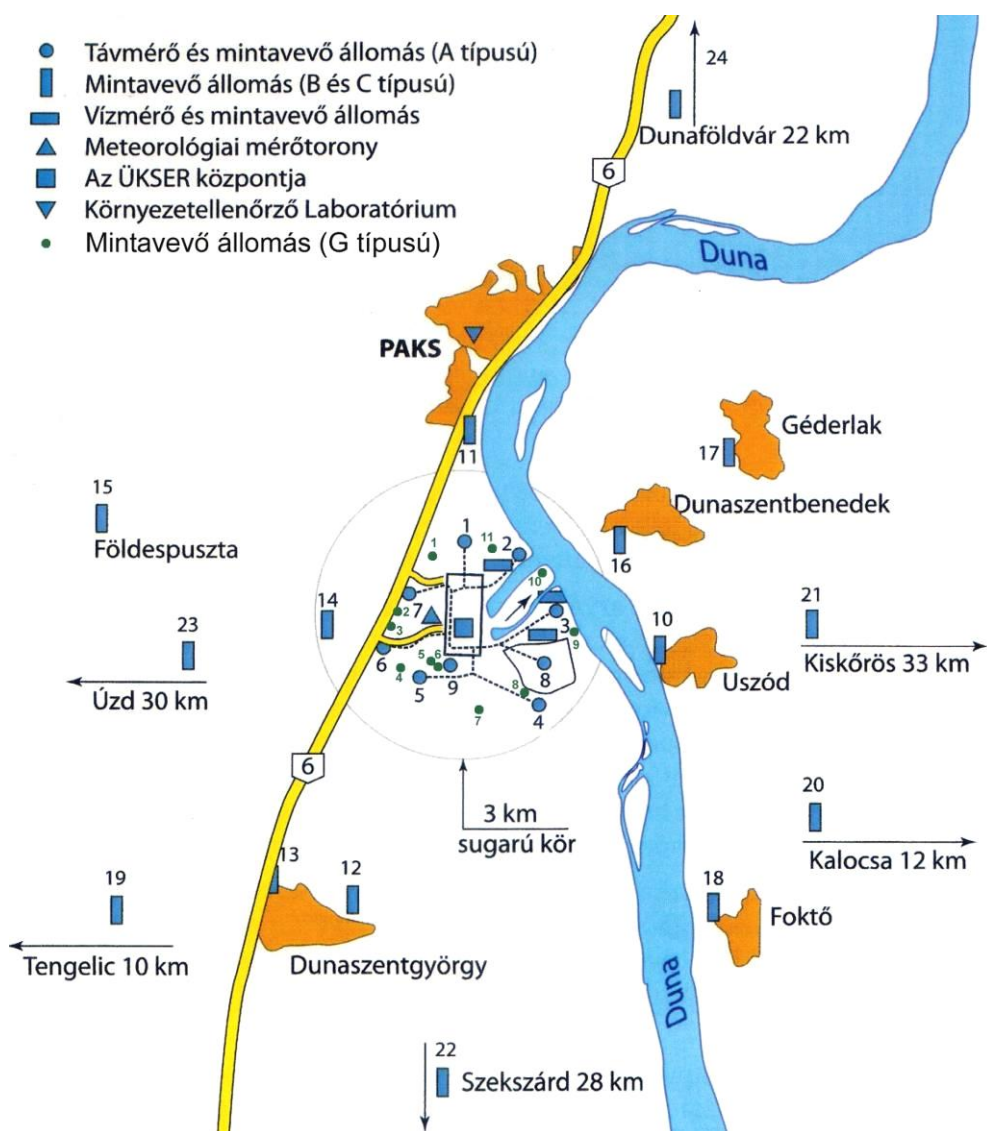 Távmérő és mintavevő állomás (A típusú)
Mintavevő állomás (B és C típusú)
Vízmérő és mintavevő állomás
Meteorológiai mérőtorony
Az ÜKSER központja
Környezetellenőrző Laboratórium
Mintavevő állomás (G típusú)
24
Dunaföldvár 22 km
6
Duna
PAKS
11
Géderlak
17
Dunaszentbenedek
16
15
Földespuszta
1
1
11
2
10
14
7
2
3
3
9
10
Uszód
21
Kiskőrös 33 km
23
Úzd 30 km
6
5
6
4
5
9
8
8
7
4
6
3 km
sugarú kör
20
Kalocsa 12 km
13
12
19
Tengelic 10 km
Dunaszentgyörgy
18
Foktő
Duna
22
Szekszárd 28 km